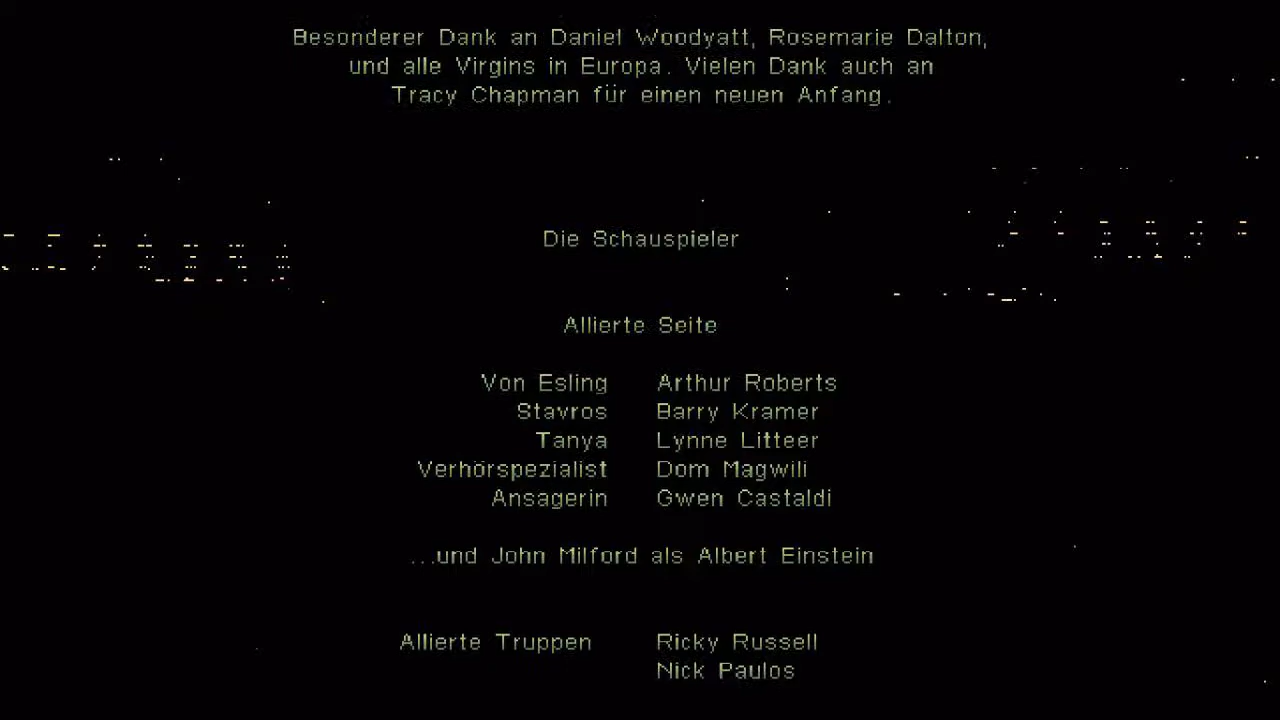 Besonderer Dank an Daniel Woodyatt, Rosemarie Dalton,
und alle Virgins in Europa. Vielen Dank auch an
Tracy Chapman für einen neuen Anfang.
Die Schauspieler
Allierte Seite
Von Esling Arthur Roberts
Stavros Barry Kramer
Tanya Lynne Litteer
Verhörspezialist Dom Magwili
Ansagerin Gwen Castaldi
...und John Milford als Albert Einstein
Allierte Truppen Ricky Russell
Nick Paulos